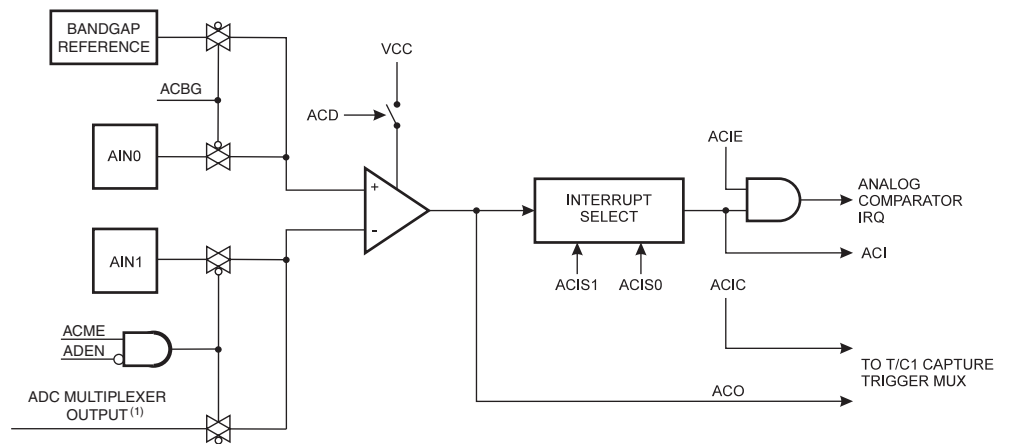 BANDGAP
REFERENCE
ACBG
VCC
ACD
AIN0
ACIE
+
-
INTERRUPT
SELECT
ANALOG
COMPARATOR
IRQ
AIN1
ACI
ACIS1 ACIS0 ACIC
ACME
ADEN
TO T/C1 CAPTURE
TRIGGER MUX
ADC MULTIPLEXER
OUTPUT (1)
ACO